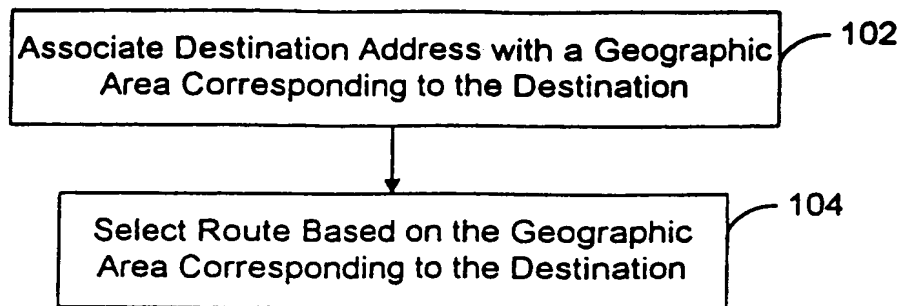 Associate Destination Address with a Geographic
Area Corresponding to the Destination
102
Select Route Based on the Geographic
Area Corresponding to the Destination
104